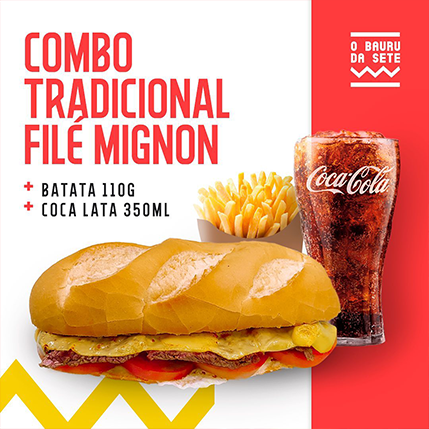 COMBO
TRADICIONAL
FILÉ MIGNON
+ BATATA 110G
+ COCA LATA 350ML
O BAURU
DA SETE
Coca-Cola